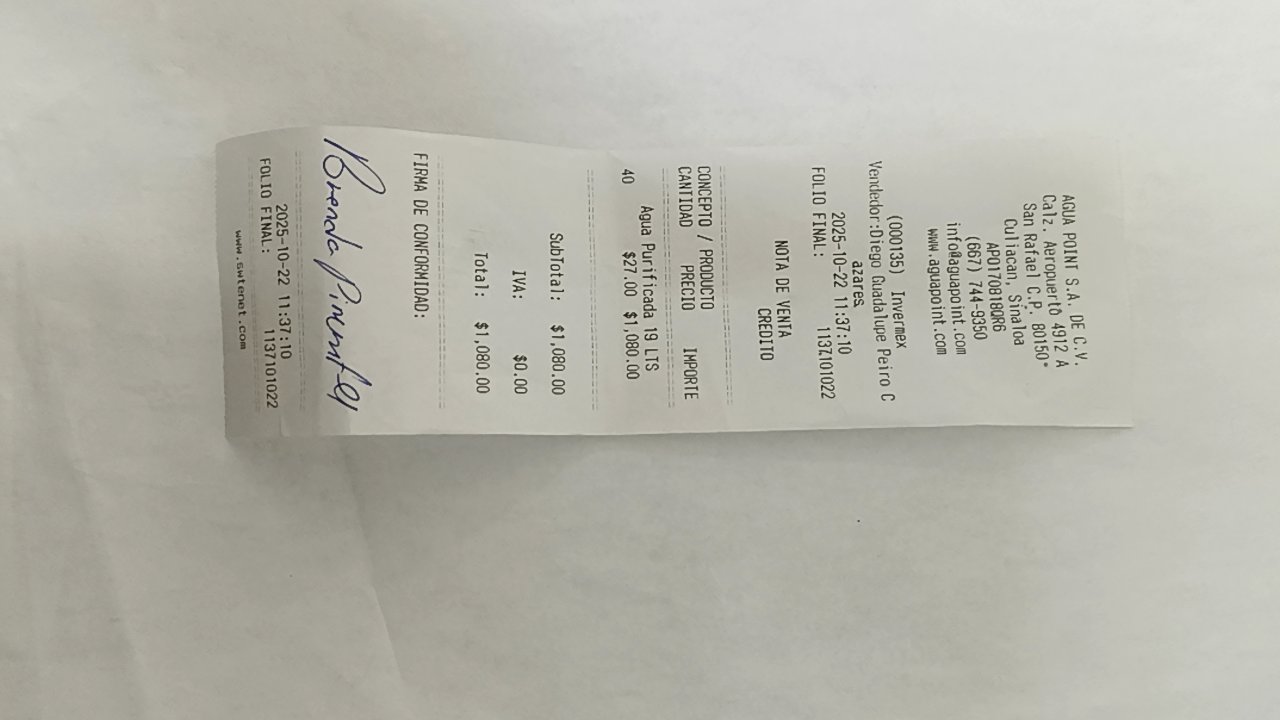 AGUA POINT S.A. DE C.V.
Calz. Aeropuerto 4912 A
San Rafael C.P. 80150
Culiacan, Sinaloa
APO170818QR6
(667) 744-9350
info@aguapoint.com
www.aguapoint.com
(000135) Invermex
Vendedor:Diego Guadalupe Peiro C
azares
2025-10-22 11:37:10
FOLIO FINAL: 1137101022
NOTA DE VENTA
CREDITO
CONCEPTO / PRODUCTO
CANTIDAD PRECIO IMPORTE
Agua Purificada 19 LTS
40 $27.00 $1,080.00
SubTotal: $1,080.00
IVA: $0.00
Total: $1,080.00
FIRMA DE CONFORMIDAD:
Brenda Pimentel
2025-10-22 11:37:10
FOLIO FINAL: 1137101022
www.swtenet.com